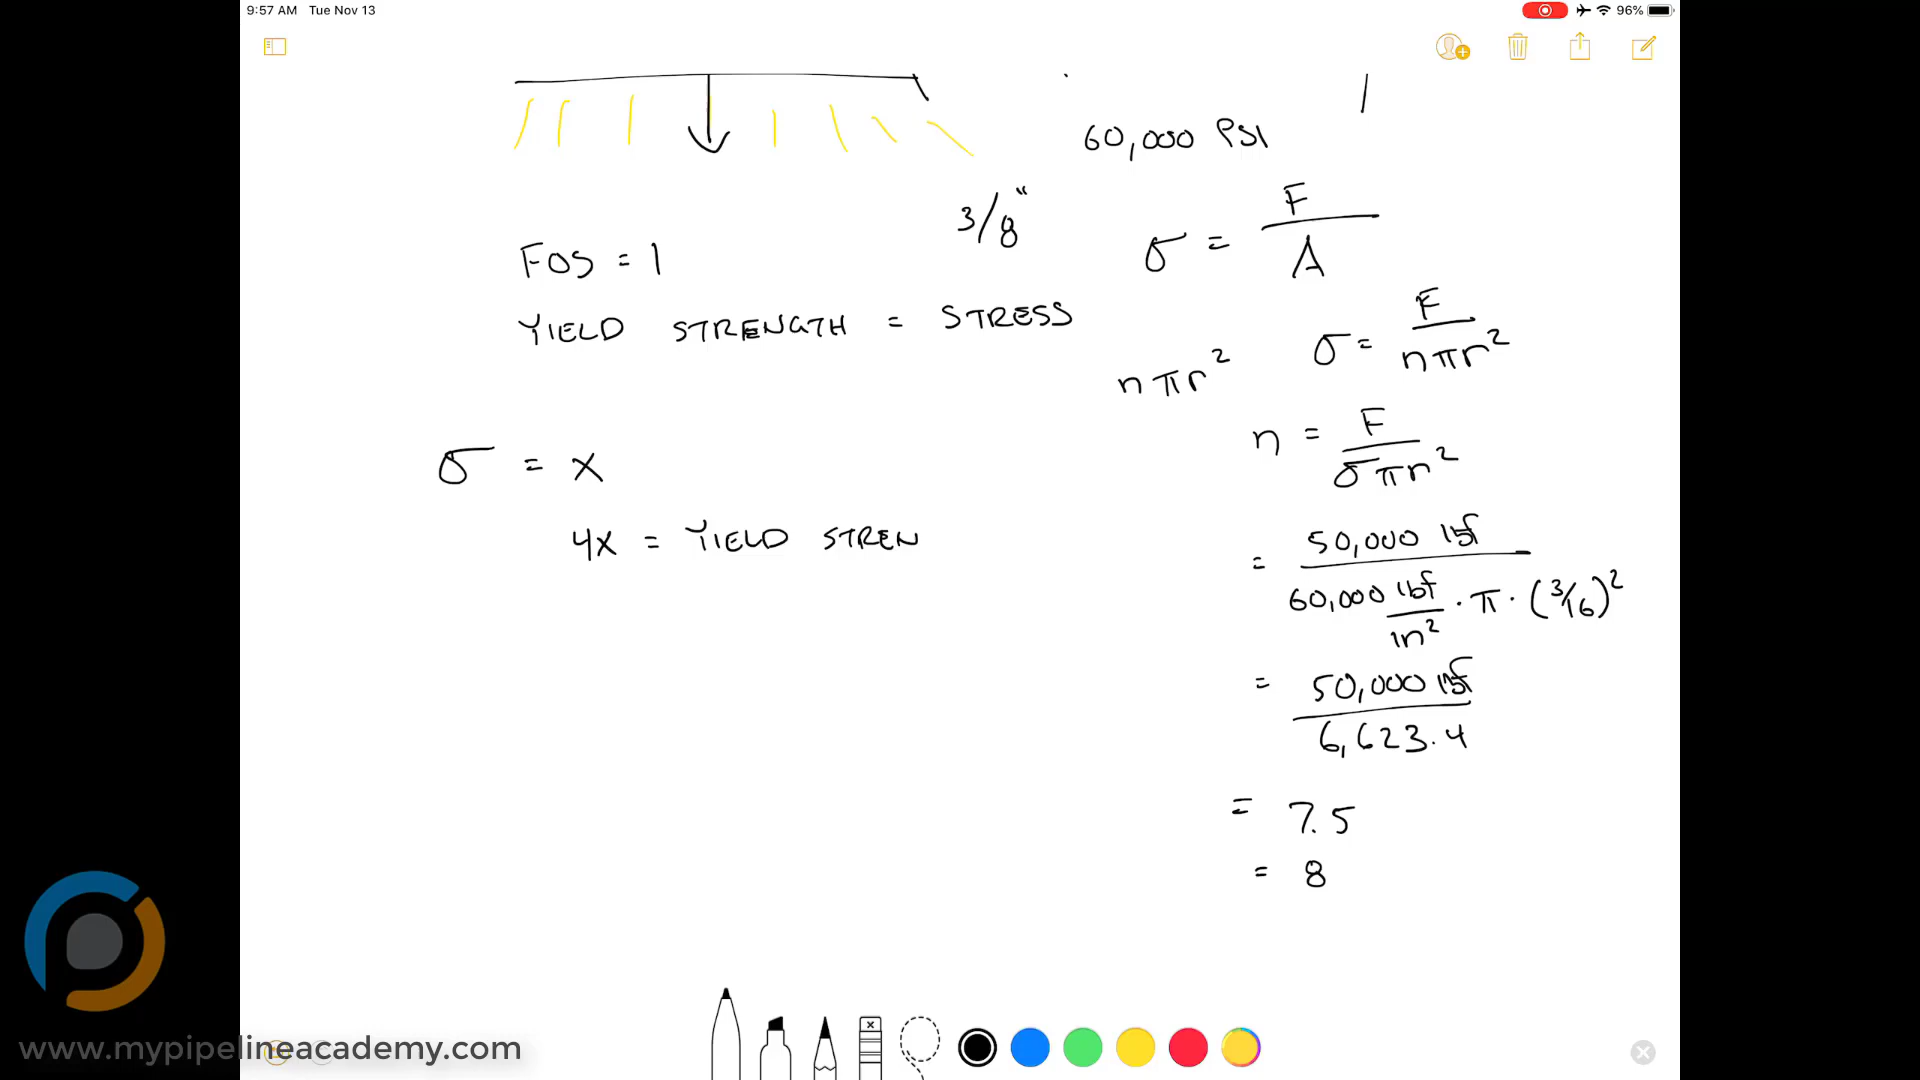 9:57 AM Tue Nov 13
96%
60,000 PSI
3/8"
σ = F / A
FOS = 1
YIELD STRENGTH = STRESS
nπr²
σ = F / nπr²
n = F / σπr²
σ = x
4x = YIELD STREN
= 50,000 lbf / 60,000 lbf/in² · π · (3/16)²
= 50,000 lbf / 6,623.4
= 7.5
= 8
www.mypipelineacademy.com